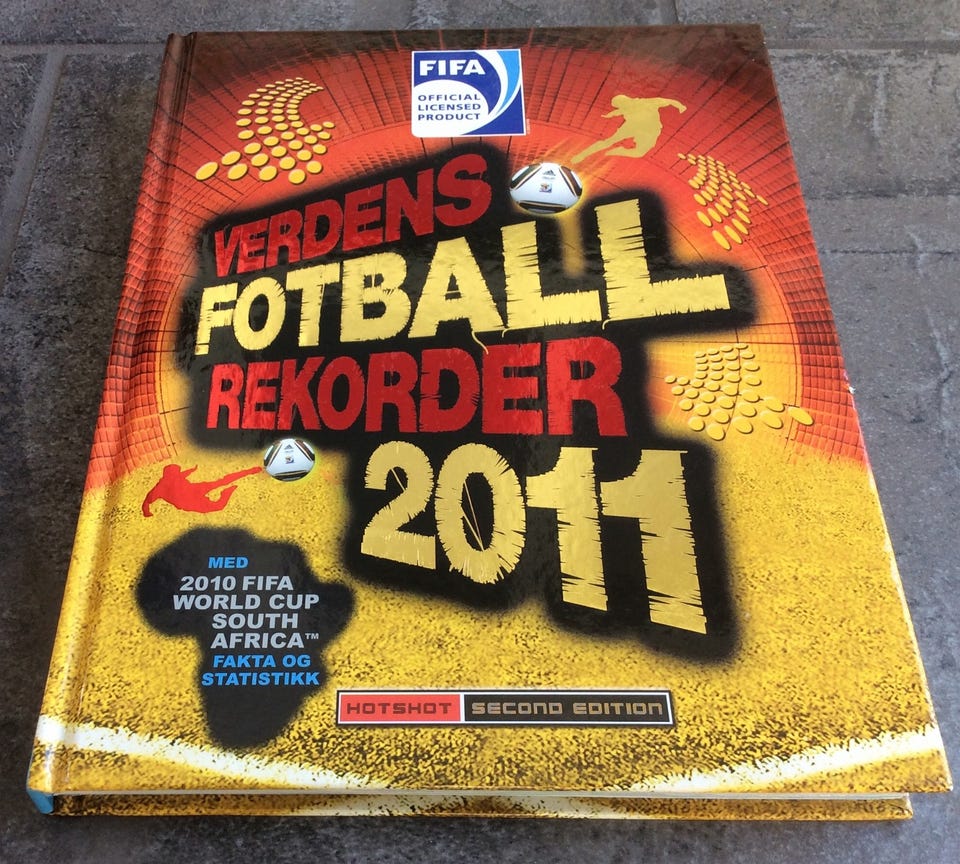 FIFA
OFFICIAL
LICENSED
PRODUCT
VERDENS
FOTBALL
REKORDER
2011
MED
2010 FIFA
WORLD CUP
SOUTH
AFRICA™
FAKTA OG
STATISTIKK
HOTSHOT SECOND EDITION